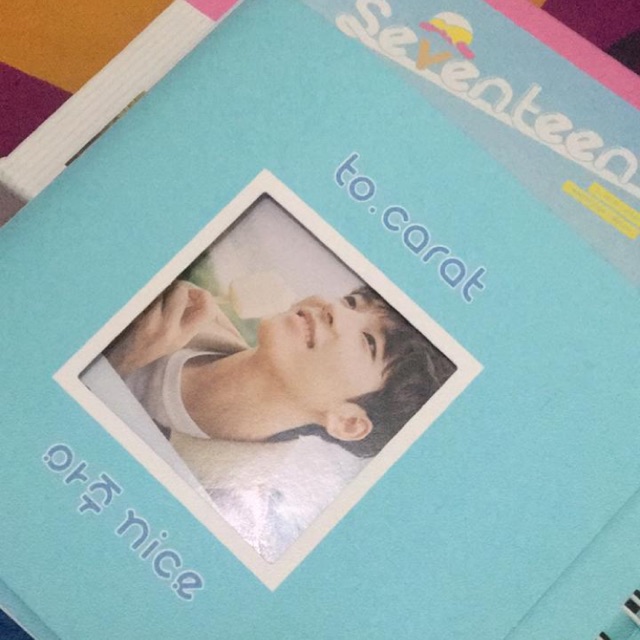 Seventeen
to. carat
아주 nice